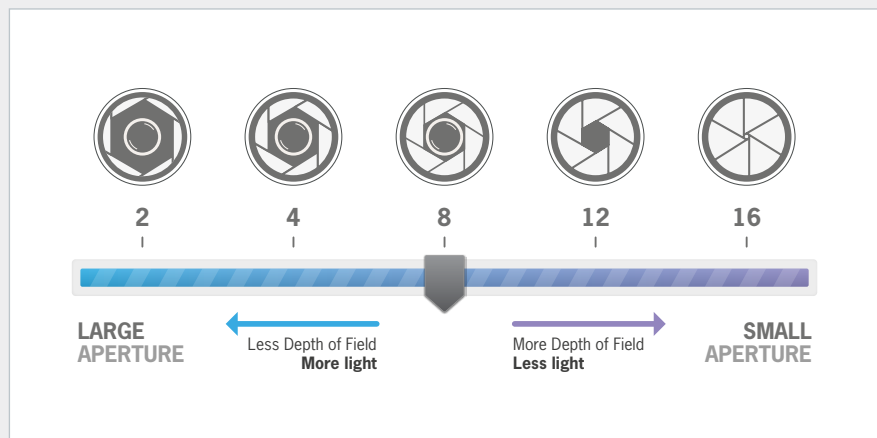 2 4 8 12 16
LARGE
APERTURE
Less Depth of Field
More light
More Depth of Field
Less light
SMALL
APERTURE